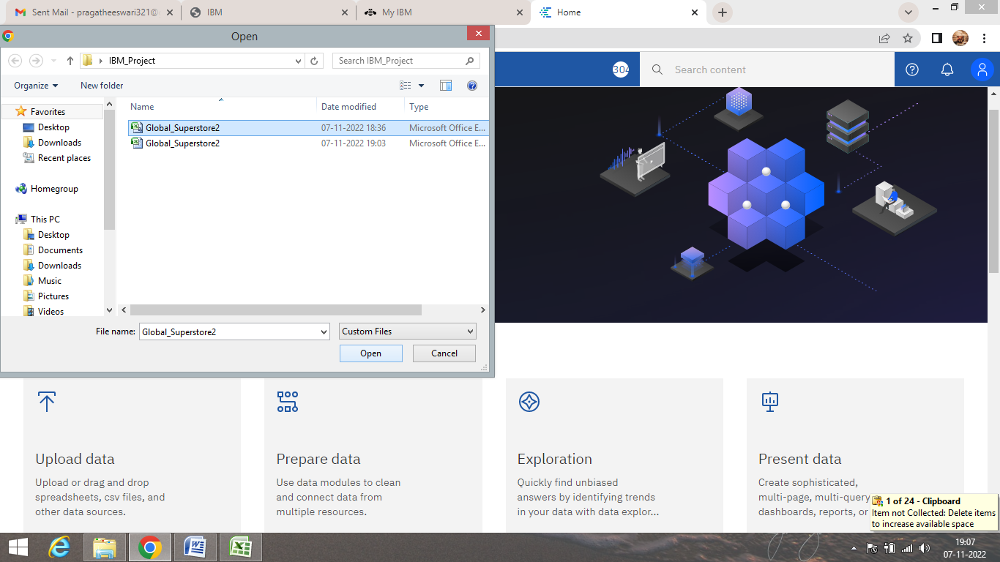 Sent Mail - pragatheeswari321@
IBM
My IBM
Home
Open
IBM_Project
Search IBM_Project
Organize
New folder
Name
Date modified
Type
Favorites
Desktop
Downloads
Recent places
Homegroup
This PC
Desktop
Documents
Downloads
Music
Pictures
Videos
Global_Superstore2 07-11-2022 18:36 Microsoft Office E...
Global_Superstore2 07-11-2022 19:03 Microsoft Office E...
File name: Global_Superstore2
Custom Files
Open
Cancel
304
Search content
Upload data
Upload or drag and drop
spreadsheets, csv files, and
other data sources.
Prepare data
Use data modules to clean
and connect data from
multiple resources.
Exploration
Quickly find unbiased
answers by identifying trends
in your data with data explor...
Present data
Create sophisticated,
multi-page, multi-query
dashboards, reports, or
1 of 24 - Clipboard
Item not Collected: Delete items
to increase available space
19:07
07-11-2022